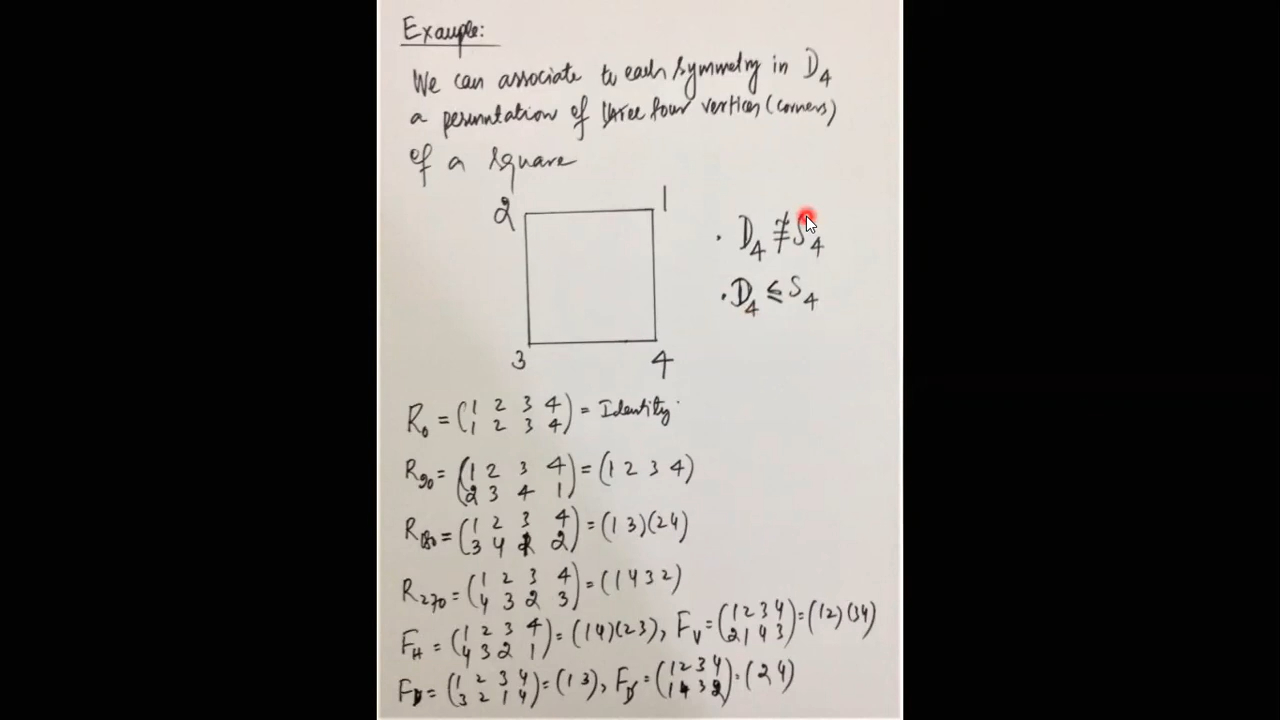 Example:
We can associate to each symmetry in D₄
a permutation of three four vertices (corners)
of a square
2 1
3 4
. D₄ ≠ S₄
. D₄ ≤ S₄
R₀ = (1 2 3 4 / 1 2 3 4) = Identity.
R₉₀ = (1 2 3 4 / 2 3 4 1) = (1 2 3 4)
R₁₈₀ = (1 2 3 4 / 3 4 1 2) = (1 3)(2 4)
R₂₇₀ = (1 2 3 4 / 4 3 2 3) = (1 4 3 2)
F_H = (1 2 3 4 / 4 3 2 1) = (1 4)(2 3), F_V = (1 2 3 4 / 2 1 4 3) = (1 2)(3 4)
F_D = (1 2 3 4 / 3 2 1 4) = (1 3), F_D' = (1 2 3 4 / 1 4 3 2) = (2 4)